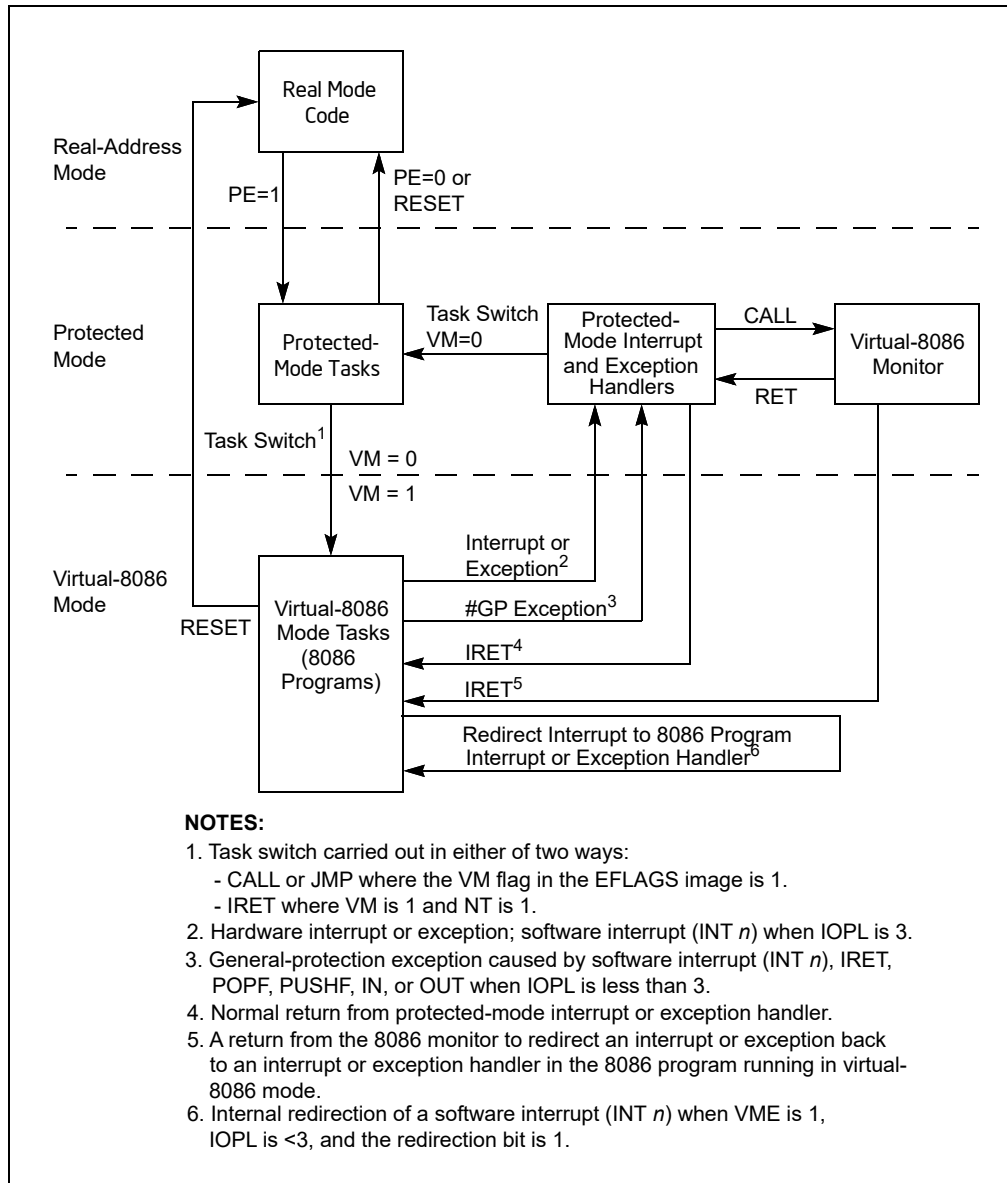 Real Mode
Code
Real-Address
Mode
PE=1
PE=0 or
RESET
Protected
Mode
Protected-
Mode Tasks
Task Switch
VM=0
Protected-
Mode Interrupt
and Exception
Handlers
CALL
RET
Virtual-8086
Monitor
Task Switch1
VM = 0
VM = 1
Virtual-8086
Mode
RESET
Virtual-8086
Mode Tasks
(8086
Programs)
Interrupt or
Exception2
#GP Exception3
IRET4
IRET5
Redirect Interrupt to 8086 Program
Interrupt or Exception Handler6
NOTES:
1. Task switch carried out in either of two ways:
- CALL or JMP where the VM flag in the EFLAGS image is 1.
- IRET where VM is 1 and NT is 1.
2. Hardware interrupt or exception; software interrupt (INT n) when IOPL is 3.
3. General-protection exception caused by software interrupt (INT n), IRET,
POPF, PUSHF, IN, or OUT when IOPL is less than 3.
4. Normal return from protected-mode interrupt or exception handler.
5. A return from the 8086 monitor to redirect an interrupt or exception back
to an interrupt or exception handler in the 8086 program running in virtual-
8086 mode.
6. Internal redirection of a software interrupt (INT n) when VME is 1,
IOPL is <3, and the redirection bit is 1.